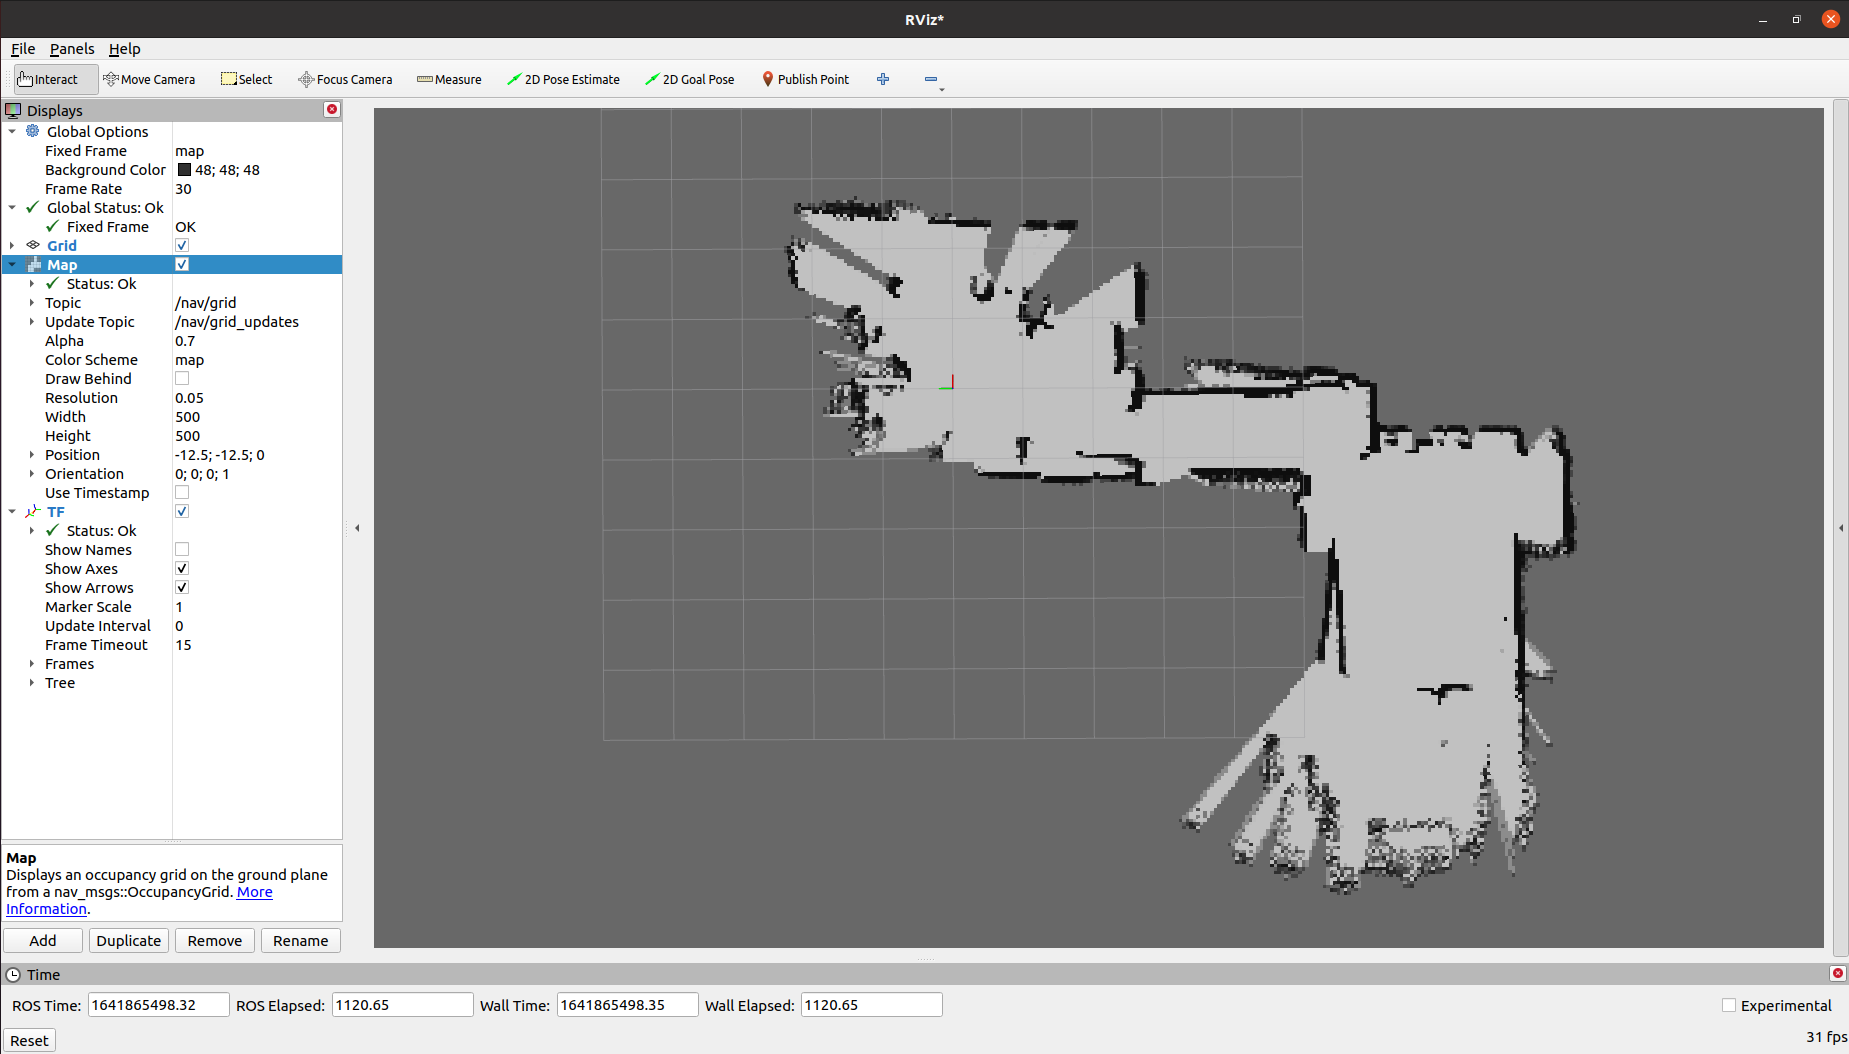 RViz*
File Panels Help
Interact Move Camera Select Focus Camera Measure 2D Pose Estimate 2D Goal Pose Publish Point
Displays
Global Options
Fixed Frame map
Background Color 48; 48; 48
Frame Rate 30
Global Status: Ok
Fixed Frame OK
Grid
Map
Status: Ok
Topic /nav/grid
Update Topic /nav/grid_updates
Alpha 0.7
Color Scheme map
Draw Behind
Resolution 0.05
Width 500
Height 500
Position -12.5; -12.5; 0
Orientation 0; 0; 0; 1
Use Timestamp
TF
Status: Ok
Show Names
Show Axes
Show Arrows
Marker Scale 1
Update Interval 0
Frame Timeout 15
Frames
Tree
Map
Displays an occupancy grid on the ground plane
from a nav_msgs::OccupancyGrid. More
Information.
Add Duplicate Remove Rename
Time
ROS Time: 1641865498.32 ROS Elapsed: 1120.65 Wall Time: 1641865498.35 Wall Elapsed: 1120.65 Experimental
Reset 31 fps